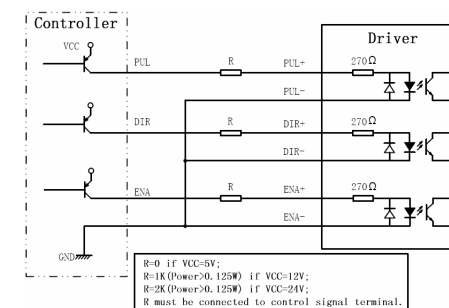 Controller
Driver
VCC
PUL
R
PUL+
270Ω
PUL-
DIR
R
DIR+
270Ω
DIR-
ENA
R
ENA+
270Ω
ENA-
GND
R=0 if VCC=5V;
R=1K(Power>0.125W) if VCC=12V;
R=2K(Power>0.125W) if VCC=24V;
R must be connected to control signal terminal.